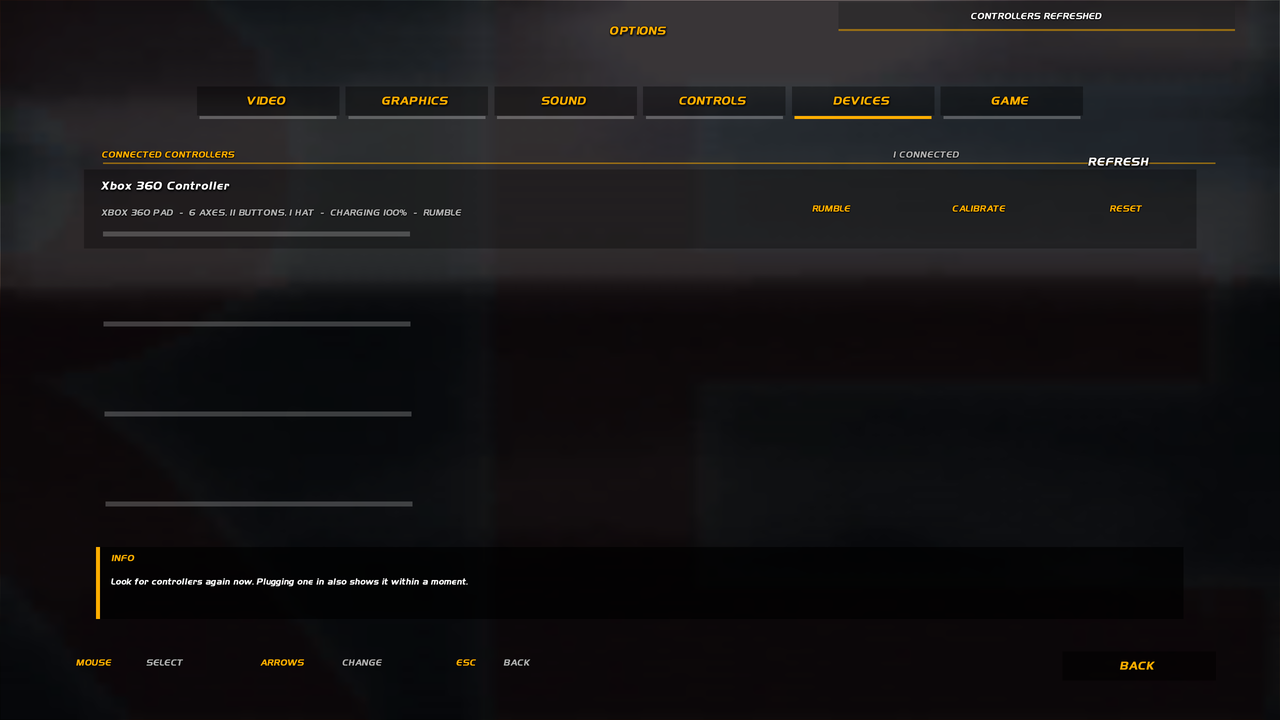 CONTROLLERS REFRESHED
OPTIONS
VIDEO GRAPHICS SOUND CONTROLS DEVICES GAME
CONNECTED CONTROLLERS 1 CONNECTED REFRESH
Xbox 360 Controller
XBOX 360 PAD - 6 AXES, 11 BUTTONS, 1 HAT - CHARGING 100% - RUMBLE RUMBLE CALIBRATE RESET
INFO
Look for controllers again now. Plugging one in also shows it within a moment.
MOUSE SELECT ARROWS CHANGE ESC BACK BACK